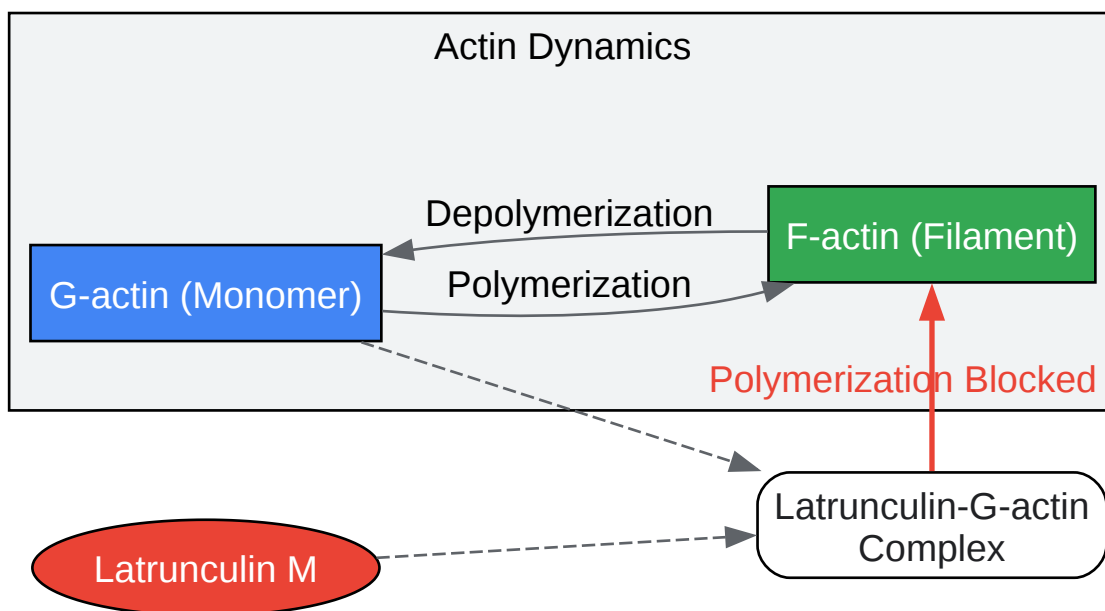 Actin Dynamics
Depolymerization
F-actin (Filament)
G-actin (Monomer)
Polymerization
Polymerization Blocked
Latrunculin-G-actin
Complex
Latrunculin M